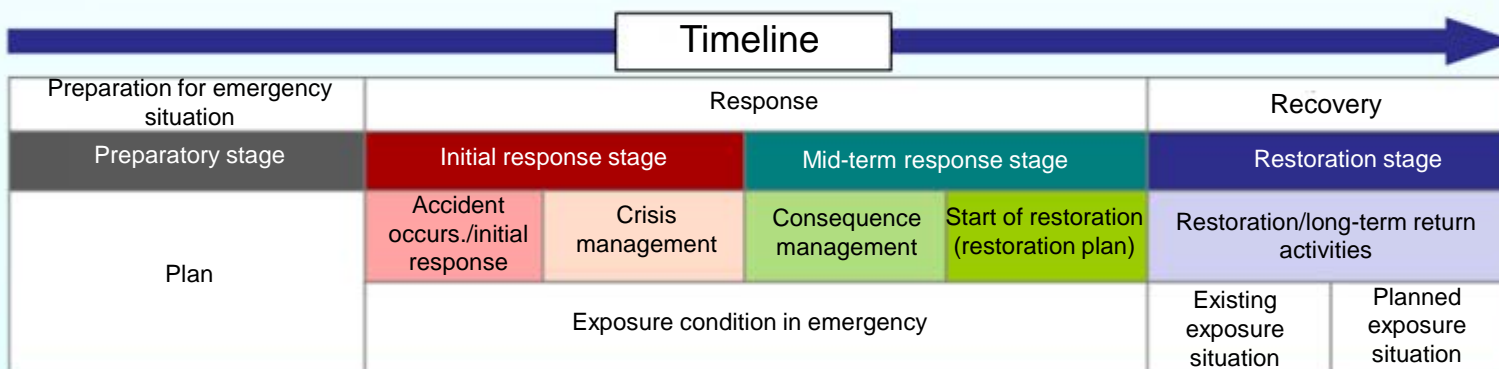 Timeline
Preparation for emergency
situation
Response
Recovery
Preparatory stage
Initial response stage
Mid-term response stage
Restoration stage
Plan
Accident
occurs./initial
response
Crisis
management
Consequence
management
Start of restoration
(restoration plan)
Restoration/long-term return
activities
Exposure condition in emergency
Existing
exposure
situation
Planned
exposure
situation